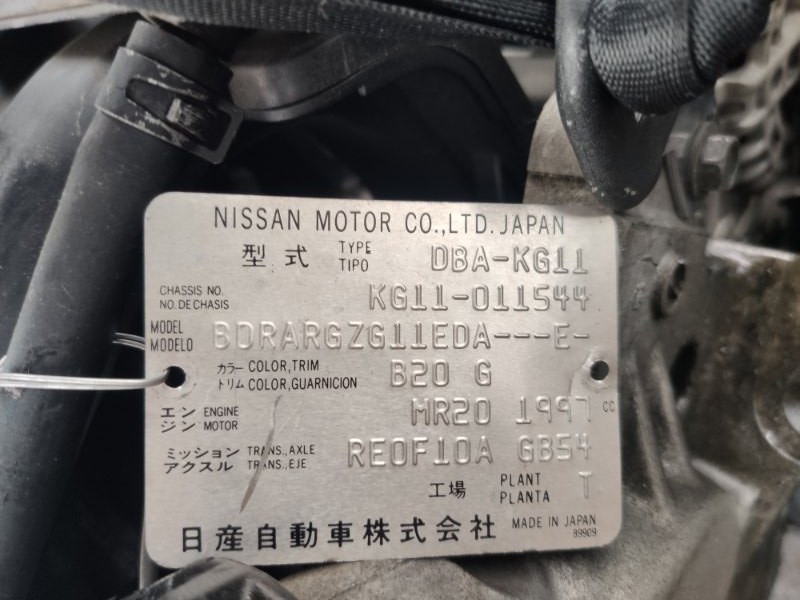 NISSAN MOTOR CO.,LTD. JAPAN
型式 TYPE TIPO DBA-KG11
CHASSIS NO. NO.DE CHASIS KG11-011544
MODEL MODELO BDRARGZG11EDA---E-
カラー COLOR,TRIM トリム COLOR,GUARNICION B20 G
エンジン ENGINE MOTOR MR20 1997 CC
ミッション TRANS.,AXLE アクスル TRANS.,EJE RE0F10A GB54
工場 PLANT PLANTA T
日産自動車株式会社 MADE IN JAPAN
89909